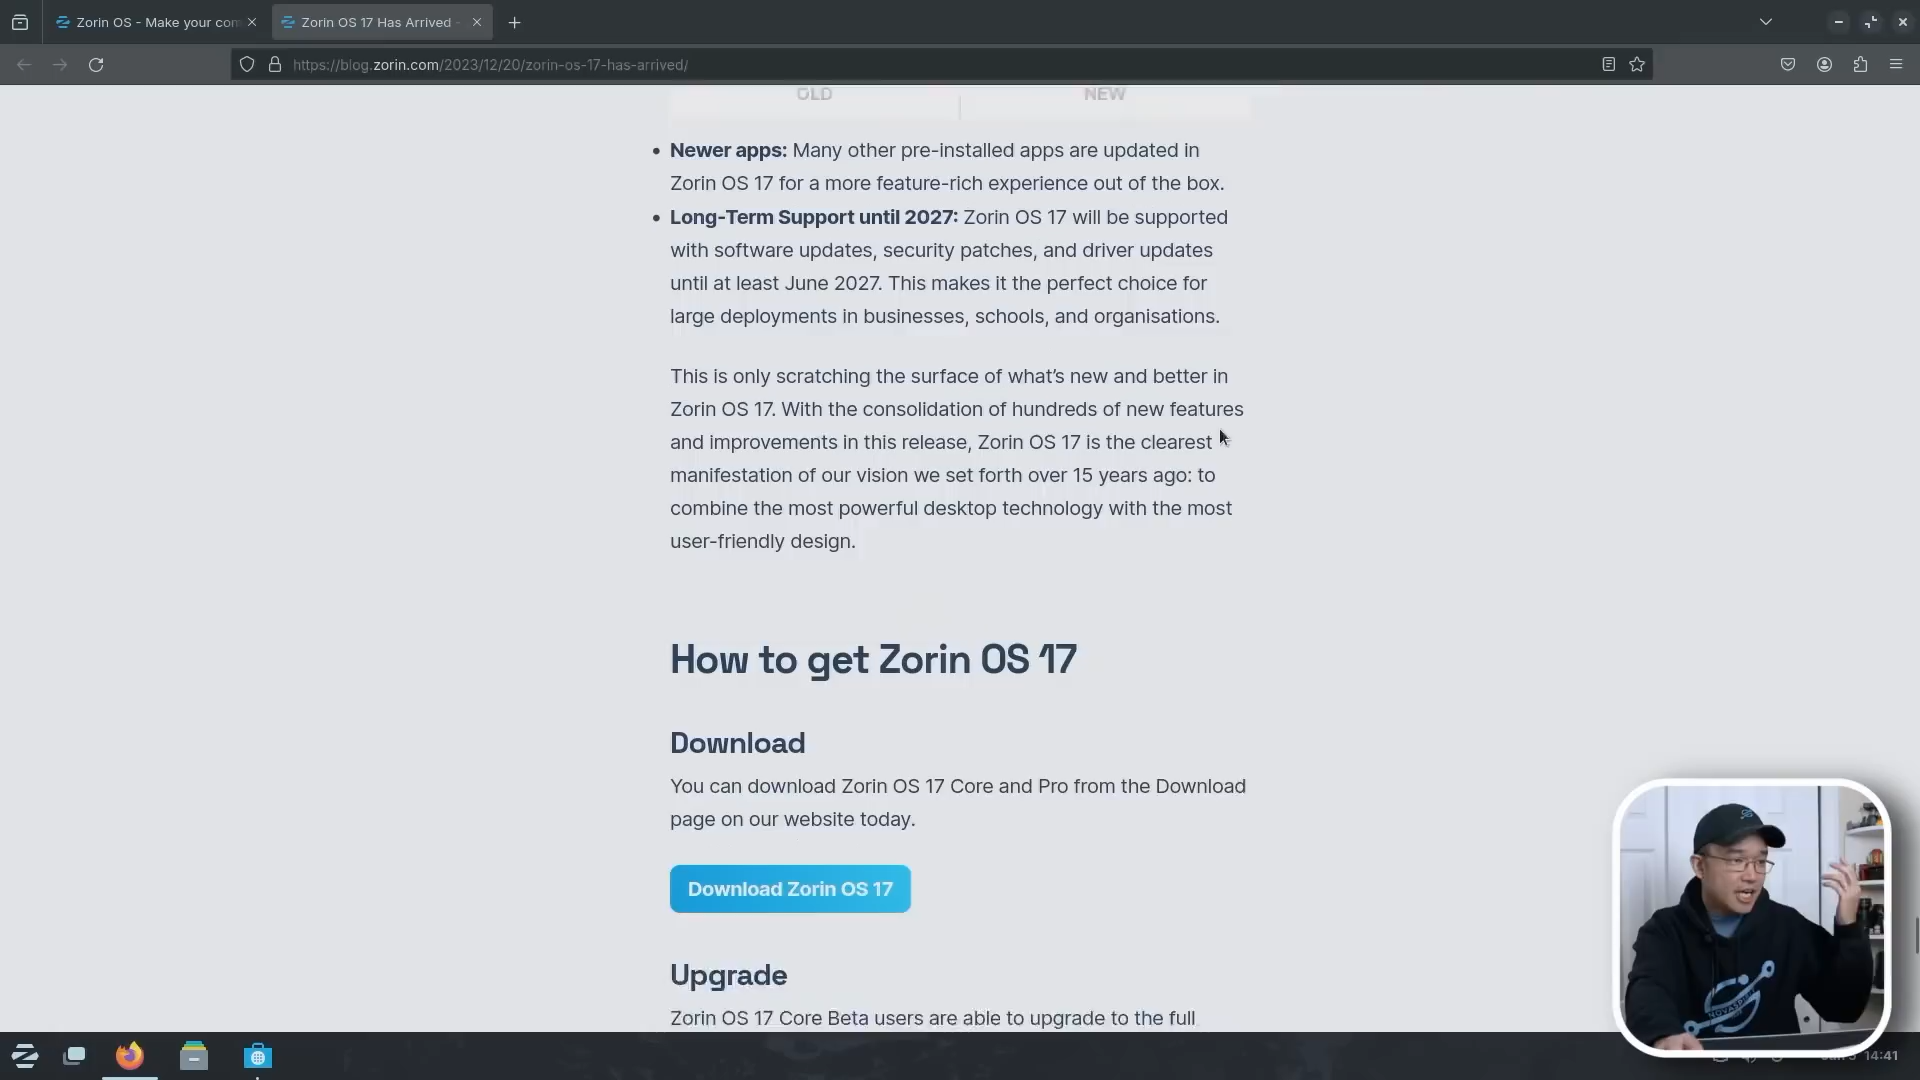 Zorin OS - Make your com
Zorin OS 17 Has Arrived -
https://blog.zorin.com/2023/12/20/zorin-os-17-has-arrived/
OLD
NEW
Newer apps: Many other pre-installed apps are updated in
Zorin OS 17 for a more feature-rich experience out of the box.
Long-Term Support until 2027: Zorin OS 17 will be supported
with software updates, security patches, and driver updates
until at least June 2027. This makes it the perfect choice for
large deployments in businesses, schools, and organisations.
This is only scratching the surface of what’s new and better in
Zorin OS 17. With the consolidation of hundreds of new features
and improvements in this release, Zorin OS 17 is the clearest
manifestation of our vision we set forth over 15 years ago: to
combine the most powerful desktop technology with the most
user-friendly design.
How to get Zorin OS 17
Download
You can download Zorin OS 17 Core and Pro from the Download
page on our website today.
Download Zorin OS 17
Upgrade
Zorin OS 17 Core Beta users are able to upgrade to the full
14:41